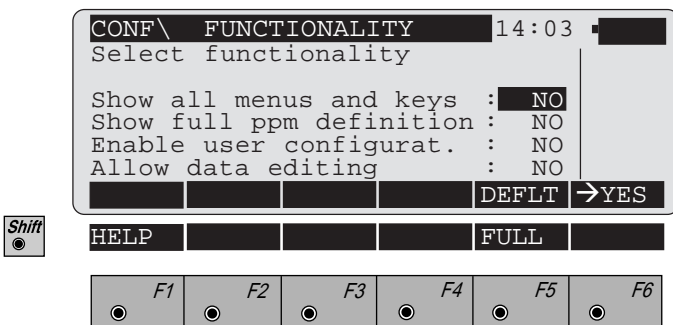 CONF\ FUNCTIONALITY 14:03
Select functionality
Show all menus and keys : NO
Show full ppm definition : NO
Enable user configurat. : NO
Allow data editing : NO
DEFLT →YES
Shift
HELP FULL
F1 F2 F3 F4 F5 F6